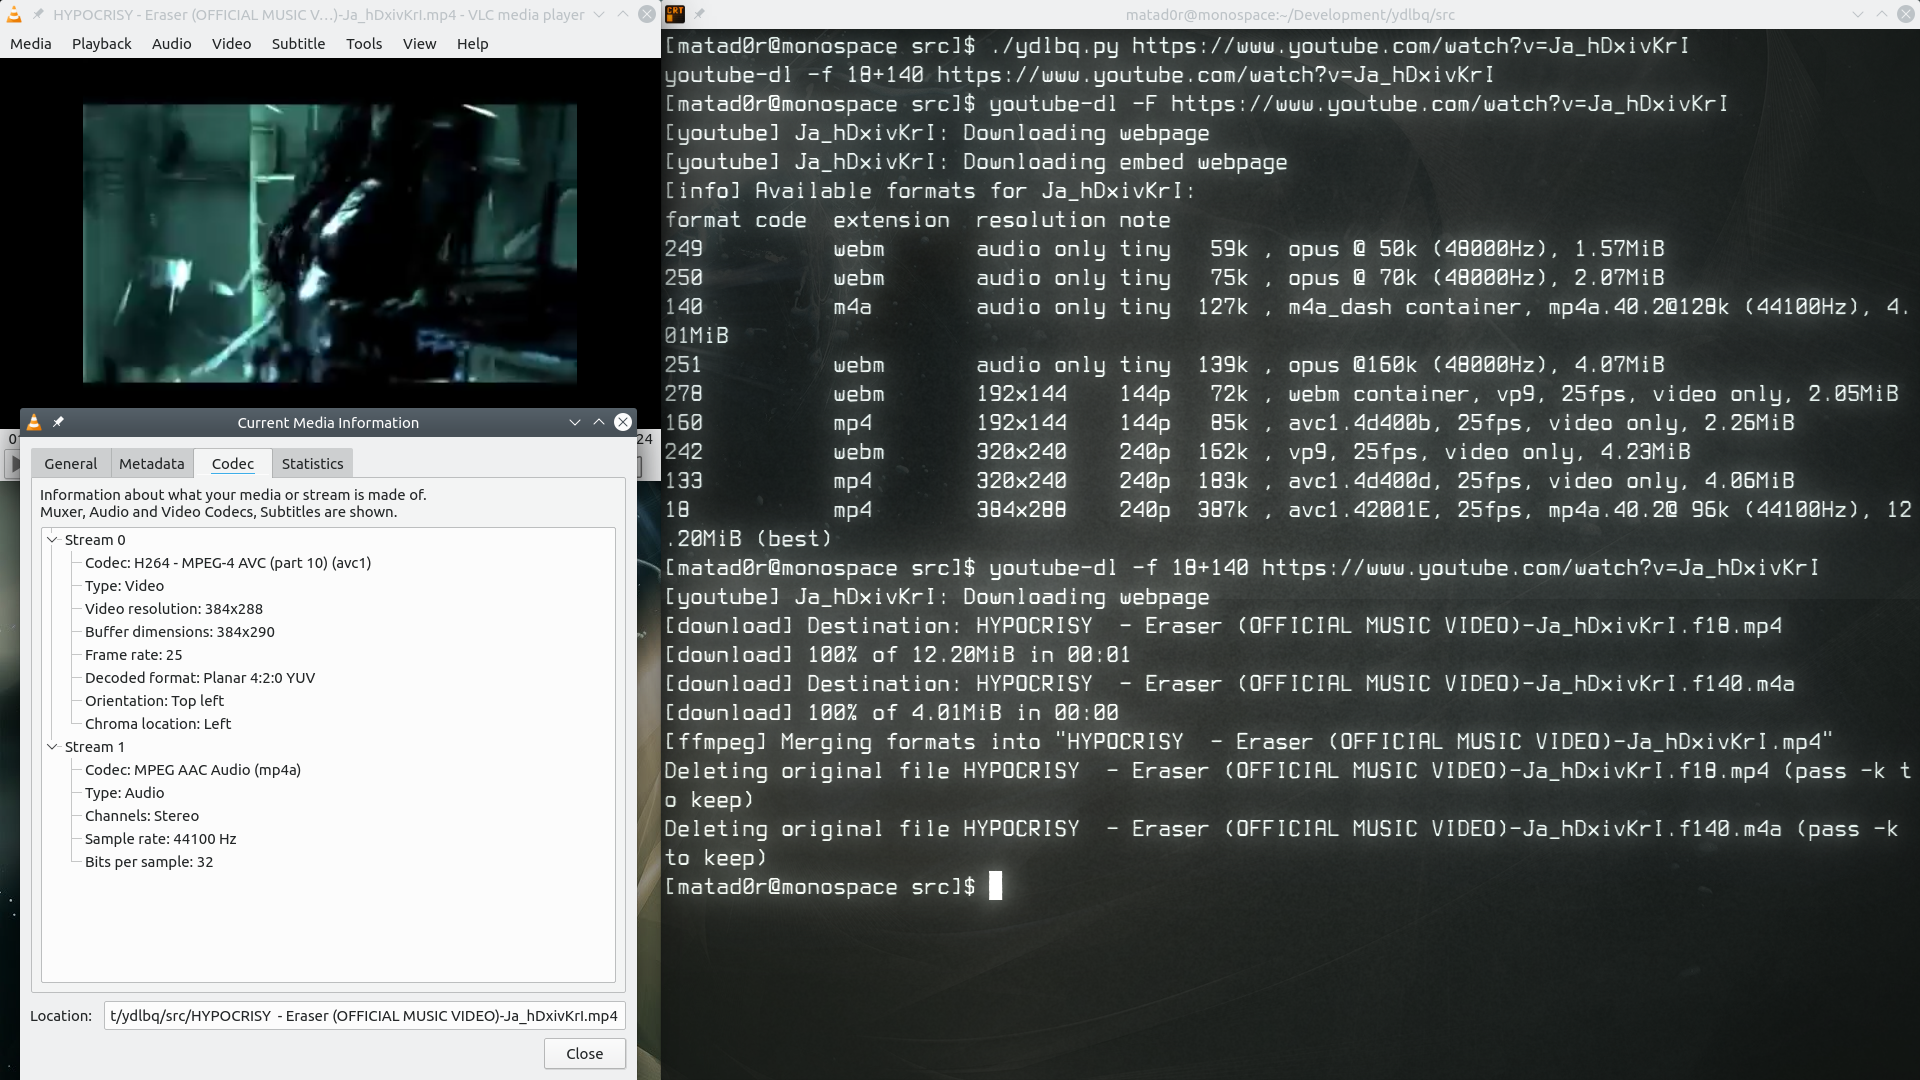 HYPOCRISY - Eraser (OFFICIAL MUSIC V...)-Ja_hDxivKrI.mp4 - VLC media player
Media Playback Audio Video Subtitle Tools View Help
24
Current Media Information
General Metadata Codec Statistics
Information about what your media or stream is made of.
Muxer, Audio and Video Codecs, Subtitles are shown.
Stream 0
Codec: H264 - MPEG-4 AVC (part 10) (avc1)
Type: Video
Video resolution: 384x288
Buffer dimensions: 384x290
Frame rate: 25
Decoded format: Planar 4:2:0 YUV
Orientation: Top left
Chroma location: Left
Stream 1
Codec: MPEG AAC Audio (mp4a)
Type: Audio
Channels: Stereo
Sample rate: 44100 Hz
Bits per sample: 32
Location: t/ydlbq/src/HYPOCRISY  - Eraser (OFFICIAL MUSIC VIDEO)-Ja_hDxivKrI.mp4
Close
CRT
matad0r@monospace:~/Development/ydlbq/src
[matad0r@monospace src]$ ./ydlbq.py https://www.youtube.com/watch?v=Ja_hDxivKrI
youtube-dl -f 18+140 https://www.youtube.com/watch?v=Ja_hDxivKrI
[matad0r@monospace src]$ youtube-dl -F https://www.youtube.com/watch?v=Ja_hDxivKrI
[youtube] Ja_hDxivKrI: Downloading webpage
[youtube] Ja_hDxivKrI: Downloading embed webpage
[info] Available formats for Ja_hDxivKrI:
format code  extension  resolution note
249          webm       audio only tiny   59k , opus @ 50k (48000Hz), 1.57MiB
250          webm       audio only tiny   75k , opus @ 70k (48000Hz), 2.07MiB
140          m4a        audio only tiny  127k , m4a_dash container, mp4a.40.2@128k (44100Hz), 4.
01MiB
251          webm       audio only tiny  139k , opus @160k (48000Hz), 4.07MiB
278          webm       192x144    144p   72k , webm container, vp9, 25fps, video only, 2.05MiB
160          mp4        192x144    144p   85k , avc1.4d400b, 25fps, video only, 2.26MiB
242          webm       320x240    240p  162k , vp9, 25fps, video only, 4.23MiB
133          mp4        320x240    240p  183k , avc1.4d400d, 25fps, video only, 4.06MiB
18           mp4        384x288    240p  387k , avc1.42001E, 25fps, mp4a.40.2@ 96k (44100Hz), 12
.20MiB (best)
[matad0r@monospace src]$ youtube-dl -f 18+140 https://www.youtube.com/watch?v=Ja_hDxivKrI
[youtube] Ja_hDxivKrI: Downloading webpage
[download] Destination: HYPOCRISY  - Eraser (OFFICIAL MUSIC VIDEO)-Ja_hDxivKrI.f18.mp4
[download] 100% of 12.20MiB in 00:01
[download] Destination: HYPOCRISY  - Eraser (OFFICIAL MUSIC VIDEO)-Ja_hDxivKrI.f140.m4a
[download] 100% of 4.01MiB in 00:00
[ffmpeg] Merging formats into "HYPOCRISY  - Eraser (OFFICIAL MUSIC VIDEO)-Ja_hDxivKrI.mp4"
Deleting original file HYPOCRISY  - Eraser (OFFICIAL MUSIC VIDEO)-Ja_hDxivKrI.f18.mp4 (pass -k t
o keep)
Deleting original file HYPOCRISY  - Eraser (OFFICIAL MUSIC VIDEO)-Ja_hDxivKrI.f140.m4a (pass -k
to keep)
[matad0r@monospace src]$